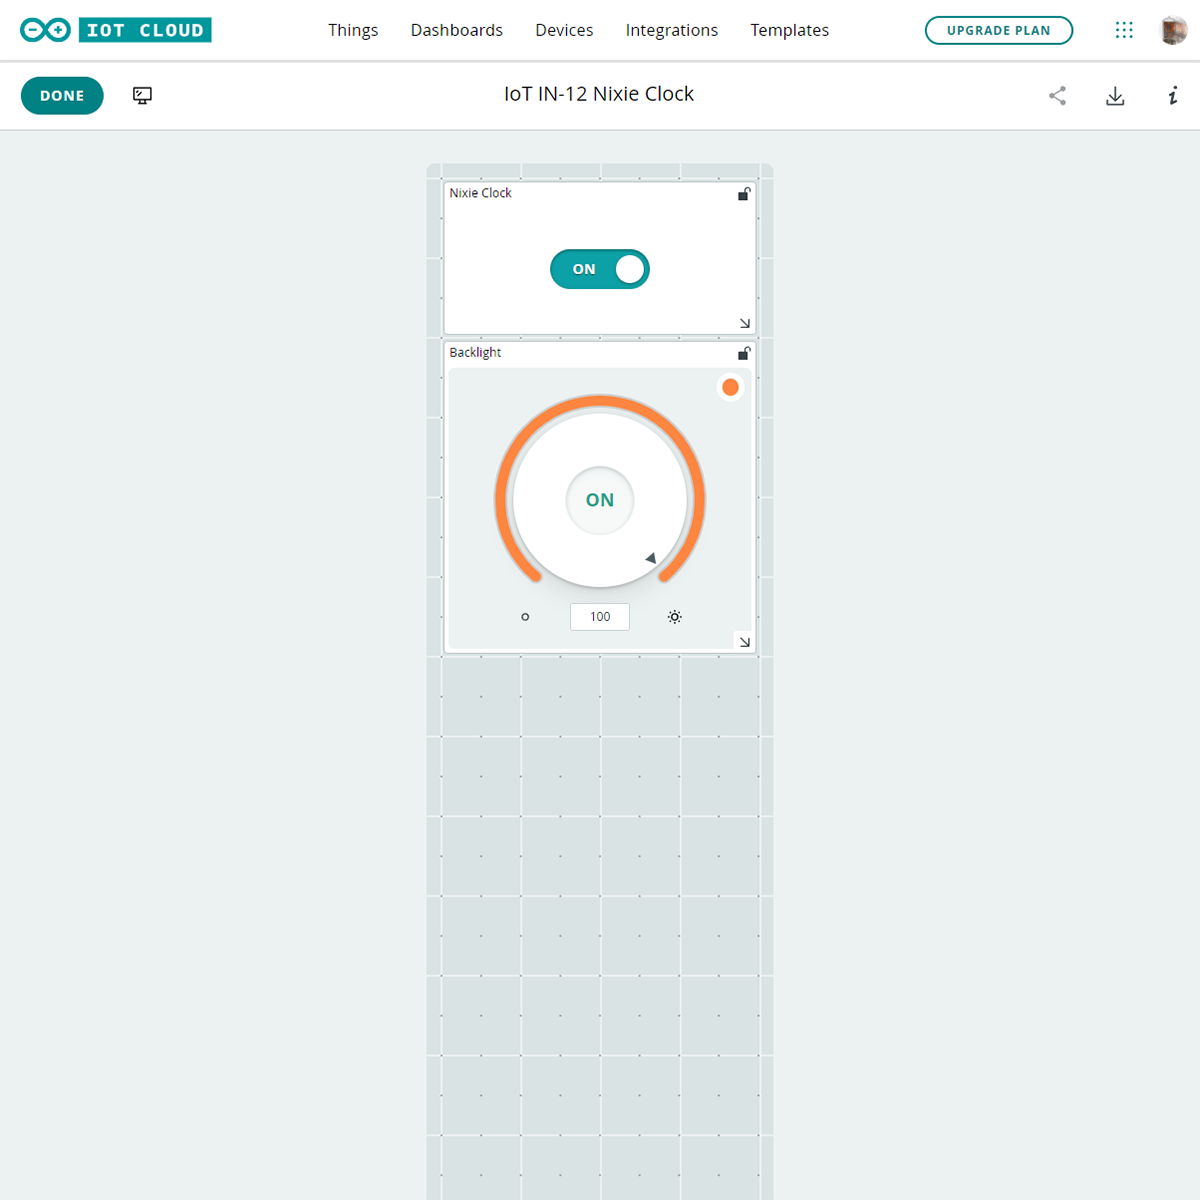 IOT CLOUD
Things Dashboards Devices Integrations Templates
UPGRADE PLAN
DONE
IoT IN-12 Nixie Clock
i
Nixie Clock
ON
Backlight
ON
100